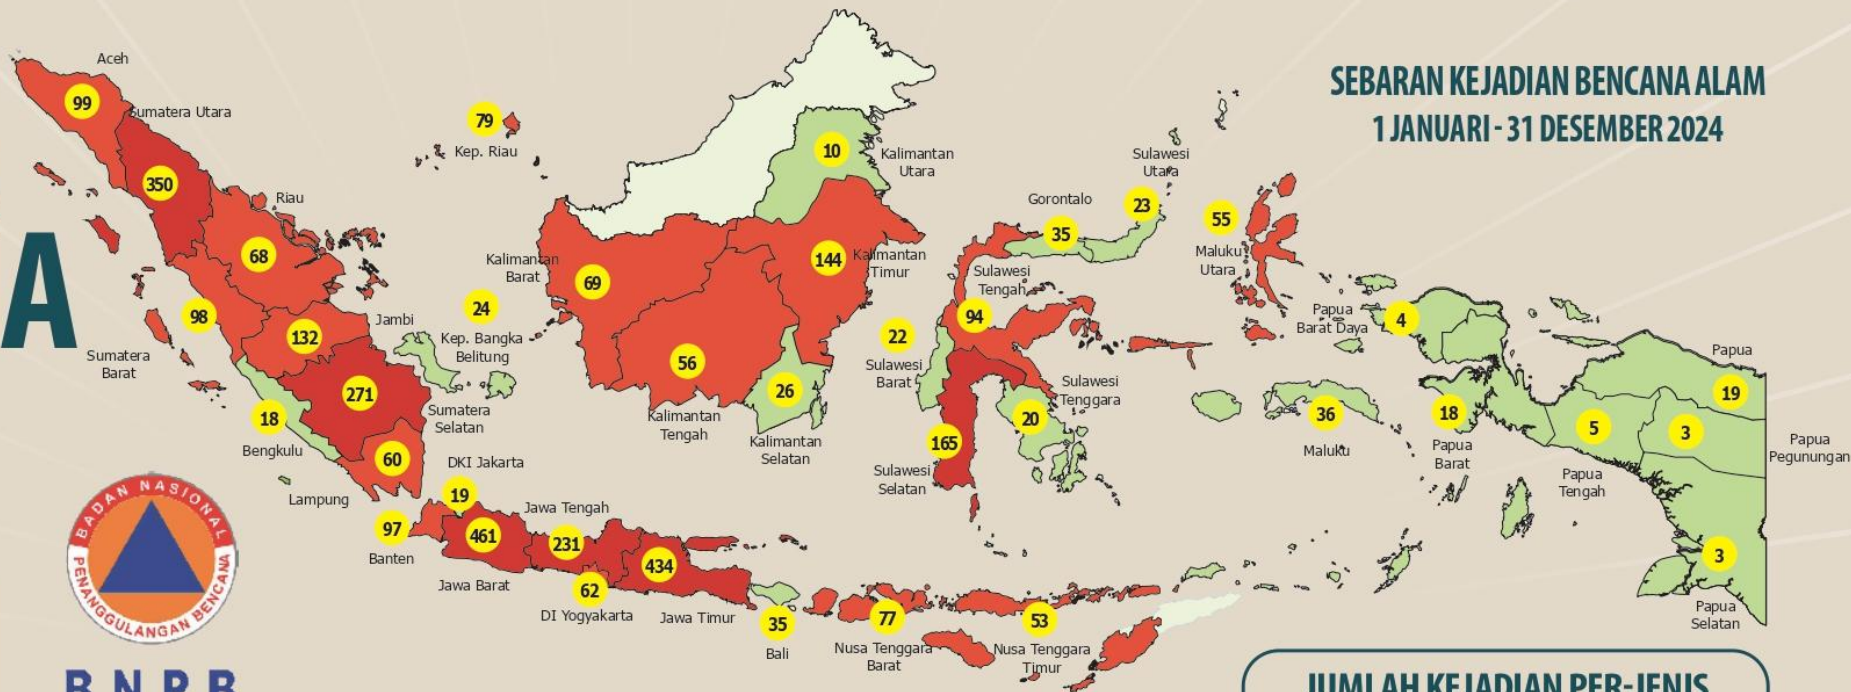 SEBARAN KEJADIAN BENCANA ALAM
1 JANUARI - 31 DESEMBER 2024
A
Aceh
99
Sumatera Utara
350
Kep. Riau
79
Riau
68
Sumatera
Barat
98
Jambi
132
Kep. Bangka
Belitung
24
Sumatera
Selatan
271
Bengkulu
18
Lampung
60
DKI Jakarta
19
Banten
97
Jawa Barat
461
Jawa Tengah
231
DI Yogyakarta
62
Jawa Timur
434
Bali
35
Nusa Tenggara
Barat
77
Nusa Tenggara
Timur
53
Kalimantan
Barat
69
Kalimantan
Tengah
56
Kalimantan
Selatan
26
Kalimantan
Timur
144
Kalimantan
Utara
10
Sulawesi
Utara
23
Gorontalo
35
Sulawesi
Tengah
94
Sulawesi
Barat
22
Sulawesi
Selatan
165
Sulawesi
Tenggara
20
Maluku
Utara
55
Maluku
36
Papua
Barat Daya
4
Papua
Barat
18
Papua
19
Papua
Tengah
5
Papua
Pegunungan
3
Papua
Selatan
3
BADAN NASIONAL
PENANGGULANGAN BENCANA
BNPB
JUMLAH KEJADIAN PER-JENIS